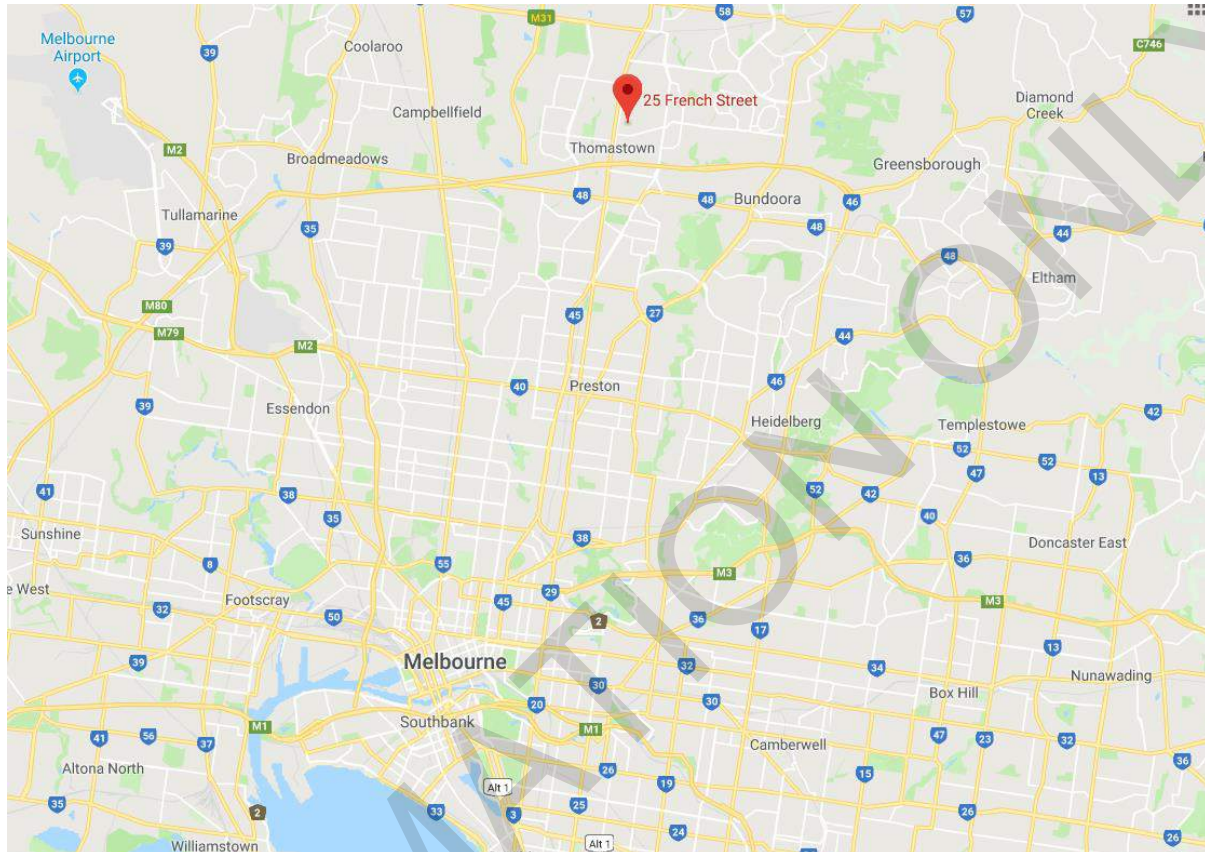 58
57
M31
Melbourne
Airport
39
Coolaroo
C746
25 French Street
Diamond
Creek
Campbellfield
Thomastown
M2
Broadmeadows
Greensborough
48
48
Bundoora
46
Tullamarine
35
48
44
39
48
Eltham
M80
45
27
M79
M2
44
40
Preston
46
39
Essendon
Heidelberg
Templestowe
42
52
52
47
13
41
38
52
42
35
40
Sunshine
38
Doncaster East
8
55
36
M3
e West
29
Footscray
45
M3
32
50
2
36
17
Melbourne
13
39
32
34
Nunawading
30
Box Hill
20
30
Southbank
M1
M1
41
56
37
Camberwell
47
23
32
Altona North
26
15
36
19
Alt 1
35
2
33
3
25
26
24
26
Williamstown
Alt 1
ATION ONL